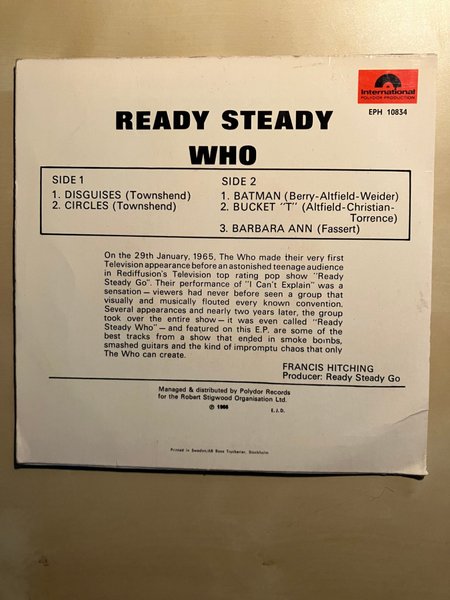 International
POLYDOR PRODUCTION
EPH 10834
READY STEADY
WHO
SIDE 1
1. DISGUISES (Townshend)
2. CIRCLES (Townshend)
SIDE 2
1. BATMAN (Berry-Altfield-Weider)
2. BUCKET "T" (Altfield-Christian-
Torrence)
3. BARBARA ANN (Fassert)
On the 29th January, 1965, The Who made their very first
Television appearance before an astonished teenage audience
in Rediffusion's Television top rating pop show "Ready
Steady Go". Their performance of "I Can't Explain" was a
sensation — viewers had never before seen a group that
visually and musically flouted every known convention.
Several appearances and nearly two years later, the group
took over the entire show — it was even called "Ready
Steady Who" — and featured on this E.P. are some of the
best tracks from a show that ended in smoke bombs,
smashed guitars and the kind of impromptu chaos that only
The Who can create.
FRANCIS HITCHING
Producer: Ready Steady Go
Managed & distributed by Polydor Records
for the Robert Stigwood Organisation Ltd.
℗ 1966
E.J.D.
Printed in Sweden/AB Boas Tryckerier, Stockholm